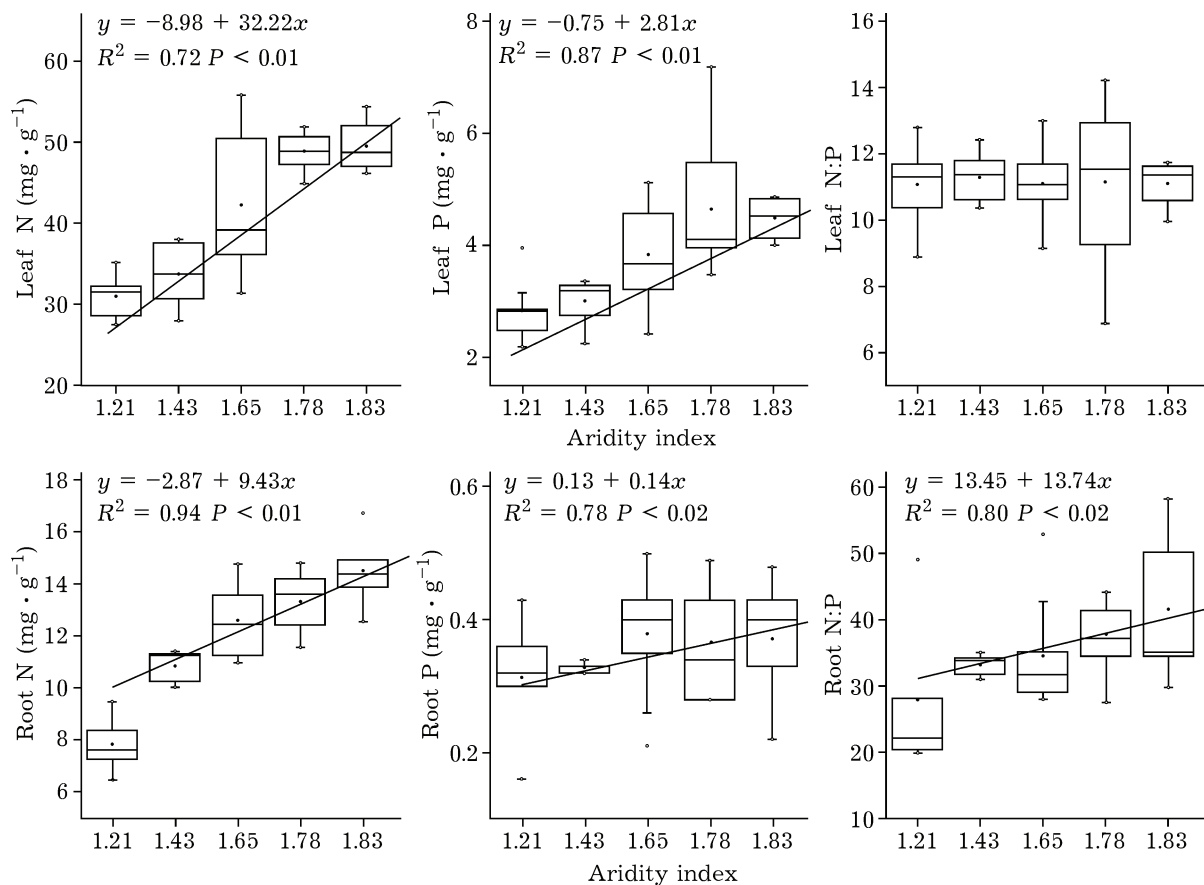 y = −8.98 + 32.22x
R² = 0.72 P < 0.01
Leaf N (mg · g⁻¹)
60
50
40
30
20
1.21 1.43 1.65 1.78 1.83
y = −0.75 + 2.81x
R² = 0.87 P < 0.01
Leaf P (mg · g⁻¹)
8
6
4
2
1.21 1.43 1.65 1.78 1.83
Aridity index
Leaf N:P
16
14
12
10
8
6
1.21 1.43 1.65 1.78 1.83
y = −2.87 + 9.43x
R² = 0.94 P < 0.01
Root N (mg · g⁻¹)
18
16
14
12
10
8
6
1.21 1.43 1.65 1.78 1.83
y = 0.13 + 0.14x
R² = 0.78 P < 0.02
Root P (mg · g⁻¹)
0.6
0.4
0.2
1.21 1.43 1.65 1.78 1.83
Aridity index
y = 13.45 + 13.74x
R² = 0.80 P < 0.02
Root N:P
60
50
40
30
20
10
1.21 1.43 1.65 1.78 1.83